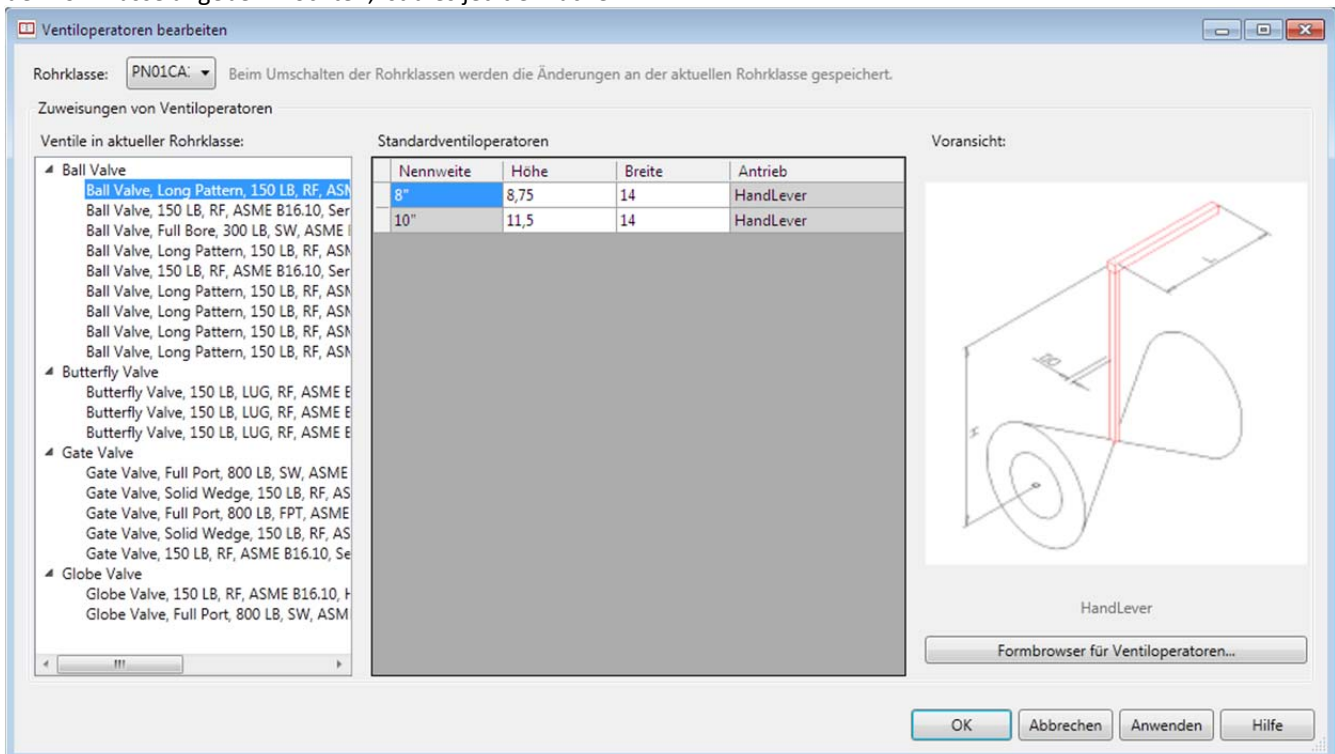 Ventiloperatoren bearbeiten
Rohrklasse: PN01CA: Beim Umschalten der Rohrklassen werden die Änderungen an der aktuellen Rohrklasse gespeichert.
Zuweisungen von Ventiloperatoren
Ventile in aktueller Rohrklasse:
Ball Valve
Ball Valve, Long Pattern, 150 LB, RF, ASM
Ball Valve, 150 LB, RF, ASME B16.10, Ser
Ball Valve, Full Bore, 300 LB, SW, ASME
Ball Valve, Long Pattern, 150 LB, RF, ASM
Ball Valve, 150 LB, RF, ASME B16.10, Ser
Ball Valve, Long Pattern, 150 LB, RF, ASM
Ball Valve, Long Pattern, 150 LB, RF, ASM
Ball Valve, Long Pattern, 150 LB, RF, ASM
Ball Valve, Long Pattern, 150 LB, RF, ASM
Butterfly Valve
Butterfly Valve, 150 LB, LUG, RF, ASME B
Butterfly Valve, 150 LB, LUG, RF, ASME B
Butterfly Valve, 150 LB, LUG, RF, ASME B
Gate Valve
Gate Valve, Full Port, 800 LB, SW, ASME
Gate Valve, Solid Wedge, 150 LB, RF, AS
Gate Valve, Full Port, 800 LB, FPT, ASME
Gate Valve, Solid Wedge, 150 LB, RF, AS
Gate Valve, 150 LB, RF, ASME B16.10, Se
Globe Valve
Globe Valve, 150 LB, RF, ASME B16.10, H
Globe Valve, Full Port, 800 LB, SW, ASM
Standardventiloperatoren
Nennweite Höhe Breite Antrieb
8" 8,75 14 HandLever
10" 11,5 14 HandLever
Voransicht:
L
H
HandLever
Formbrowser für Ventiloperatoren...
OK Abbrechen Anwenden Hilfe